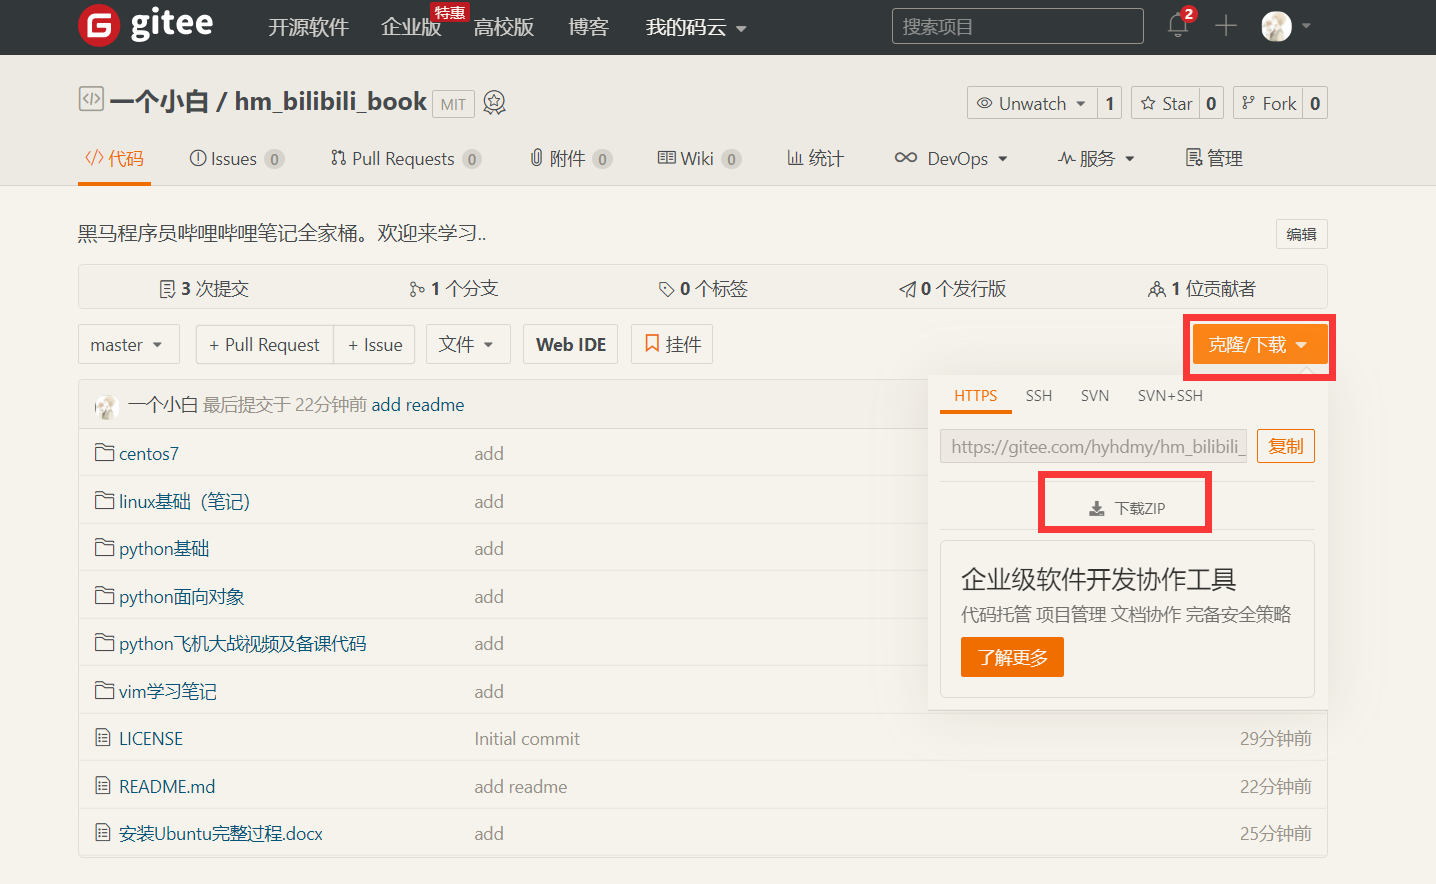 gitee 开源软件 企业版 特惠 高校版 博客 我的码云 搜索项目 2
一个小白 / hm_bilibili_book MIT Unwatch 1 Star 0 Fork 0
代码 Issues 0 Pull Requests 0 附件 0 Wiki 0 统计 DevOps 服务 管理
黑马程序员哔哩哔哩笔记全家桶。欢迎来学习.. 编辑
3 次提交 1 个分支 0 个标签 0 个发行版 1 位贡献者
master + Pull Request + Issue 文件 Web IDE 挂件 克隆/下载
HTTPS SSH SVN SVN+SSH
https://gitee.com/hyhdmy/hm_bilibili_ 复制
下载ZIP
企业级软件开发协作工具
代码托管 项目管理 文档协作 完备安全策略
了解更多
一个小白 最后提交于 22分钟前 add readme
centos7 add
linux基础（笔记） add
python基础 add
python面向对象 add
python飞机大战视频及备课代码 add
vim学习笔记 add
LICENSE Initial commit 29分钟前
README.md add readme 22分钟前
安装Ubuntu完整过程.docx add 25分钟前